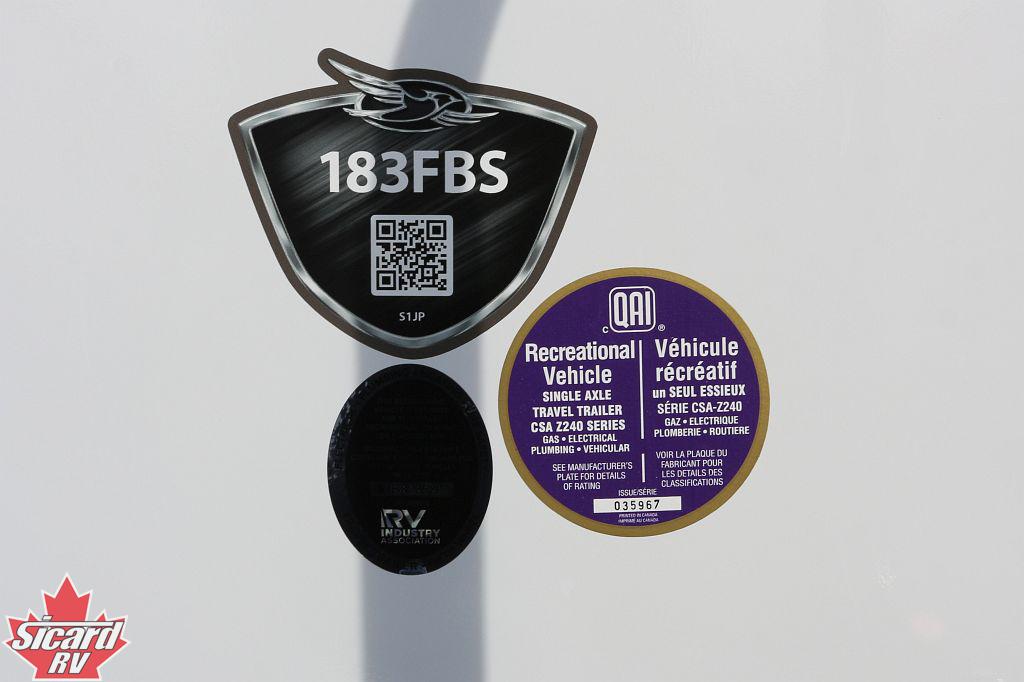 183FBS
S1JP
C QAI ®
Recreational
Vehicle
SINGLE AXLE
TRAVEL TRAILER
CSA Z240 SERIES
GAS • ELECTRICAL
PLUMBING • VEHICULAR
SEE MANUFACTURER'S
PLATE FOR DETAILS
OF RATING
Véhicule
récréatif
un SEUL ESSIEUX
SÉRIE CSA-Z240
GAZ • ELECTRIQUE
PLOMBERIE • ROUTIERE
VOIR LA PLAQUE DU
FABRICANT POUR
LES DETAILS DES
CLASSIFICATIONS
ISSUE/SÉRIE
035967
PRINTED IN CANADA
IMPRIMÉ AU CANADA
RV
INDUSTRY
ASSOCIATION
Sicard
RV